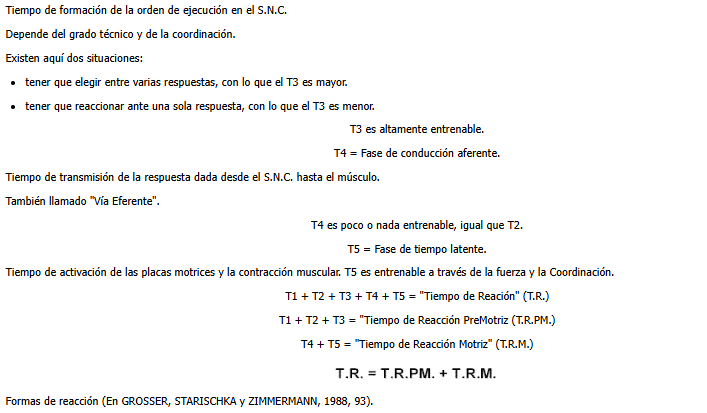 Tiempo de formación de la orden de ejecución en el S.N.C.
Depende del grado técnico y de la coordinación.
Existen aquí dos situaciones:
• tener que elegir entre varias respuestas, con lo que el T3 es mayor.
• tener que reaccionar ante una sola respuesta, con lo que el T3 es menor.
T3 es altamente entrenable.
T4 = Fase de conducción aferente.
Tiempo de transmisión de la respuesta dada desde el S.N.C. hasta el músculo.
También llamado "Vía Eferente".
T4 es poco o nada entrenable, igual que T2.
T5 = Fase de tiempo latente.
Tiempo de activación de las placas motrices y la contracción muscular. T5 es entrenable a través de la fuerza y la Coordinación.
T1 + T2 + T3 + T4 + T5 = "Tiempo de Reación" (T.R.)
T1 + T2 + T3 = "Tiempo de Reacción PreMotriz (T.R.PM.)
T4 + T5 = "Tiempo de Reacción Motriz" (T.R.M.)
T.R. = T.R.PM. + T.R.M.
Formas de reacción (En GROSSER, STARISCHKA y ZIMMERMANN, 1988, 93).